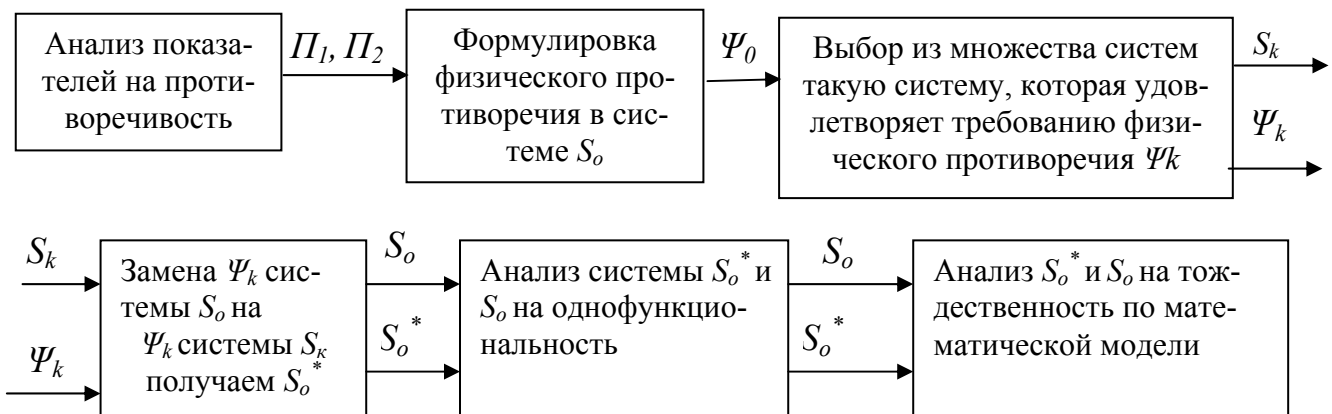 Анализ показа-
телей на проти-
воречивость
П1, П2
Формулировка
физического про-
тиворечия в сис-
теме So
Ψ0
Выбор из множества систем
такую систему, которая удов-
летворяет требованию физи-
ческого противоречия Ψk
Sk
Ψk
Sk
Ψk
Замена Ψk сис-
темы So на
Ψk системы Sк
получаем So*
So
So*
Анализ системы So* и
So на однофункцио-
нальность
So
So*
Анализ So* и So на тож-
дественность по мате-
матической модели